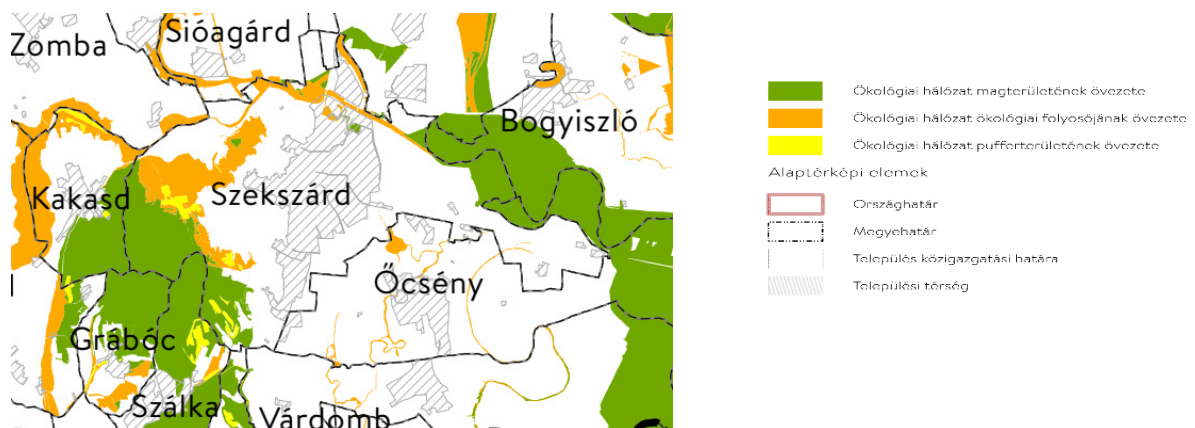 Zomba
Sióagárd
Bogyiszló
Kakasd
Szekszárd
Őcsény
Grábóc
Szálka
Várdomb
Ökológiai hálózat magterületének övezete
Ökológiai hálózat ökológiai folyosójának övezete
Ökológiai hálózat pufferterületének övezete
Alaptérképi elemek
Országhatár
Megyehatár
Település közigazgatási határa
Települési térség